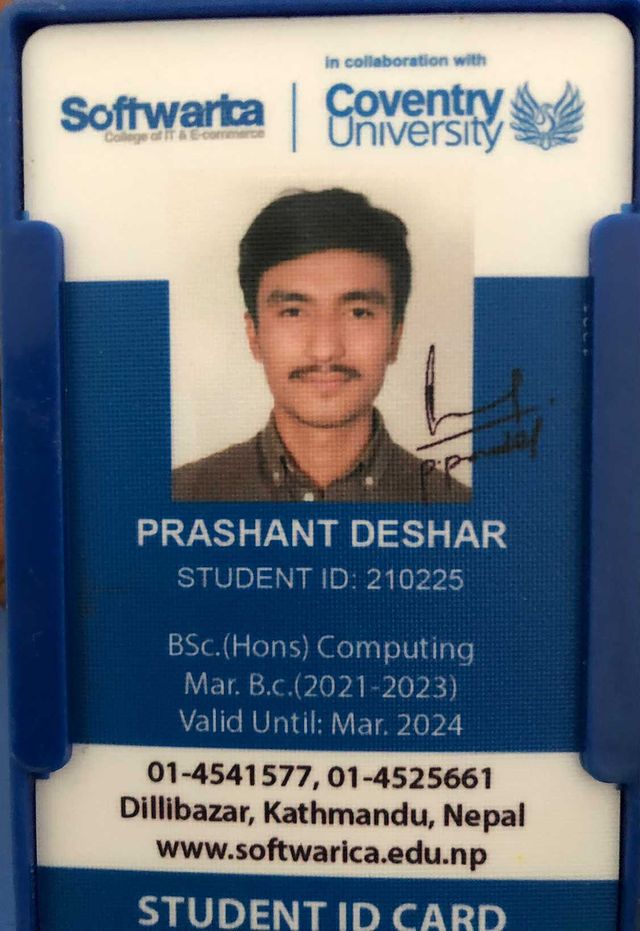 in collaboration with
Softwarica
College of IT & E-commerce
Coventry
University
PRASHANT DESHAR
STUDENT ID: 210225
BSc.(Hons) Computing
Mar. B.c.(2021-2023)
Valid Until: Mar. 2024
01-4541577, 01-4525661
Dillibazar, Kathmandu, Nepal
www.softwarica.edu.np
STUDENT ID CARD